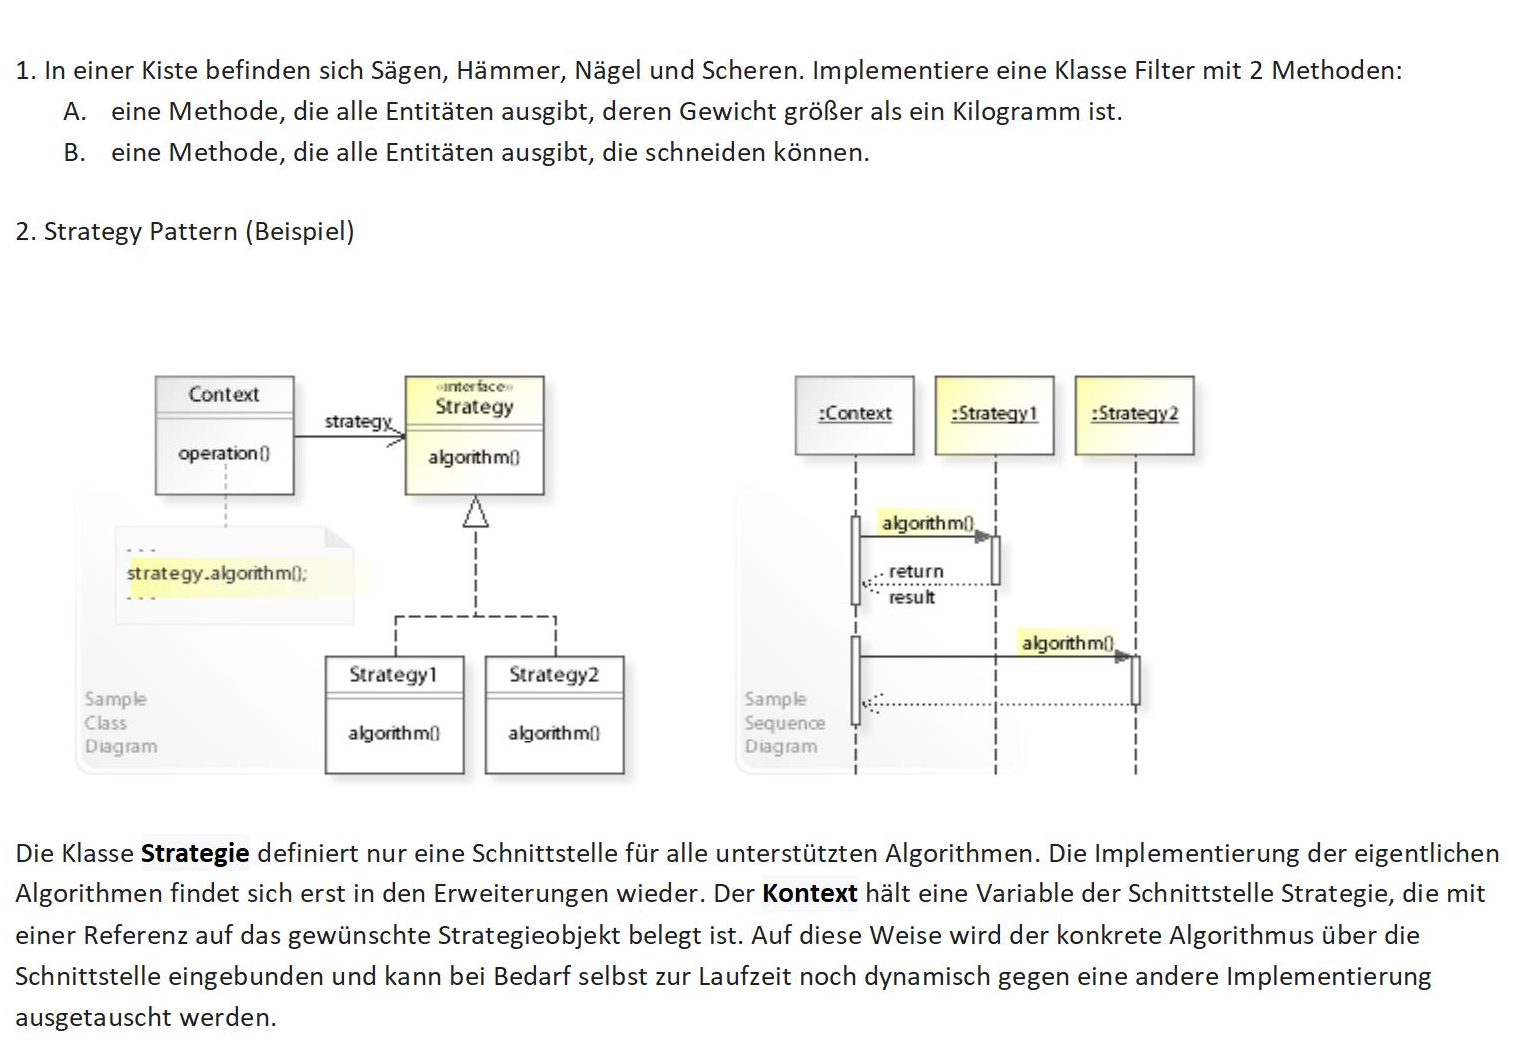 1. In einer Kiste befinden sich Sägen, Hämmer, Nägel und Scheren. Implementiere eine Klasse Filter mit 2 Methoden:
A. eine Methode, die alle Entitäten ausgibt, deren Gewicht größer als ein Kilogramm ist.
B. eine Methode, die alle Entitäten ausgibt, die schneiden können.
2. Strategy Pattern (Beispiel)
Context
operation()
strategy
«interface»
Strategy
algorithm()
- - -
strategy.algorithm();
- - -
Strategy1
algorithm()
Strategy2
algorithm()
Sample
Class
Diagram
:Context
:Strategy1
:Strategy2
algorithm()
return
result
algorithm()
Sample
Sequence
Diagram
Die Klasse Strategie definiert nur eine Schnittstelle für alle unterstützten Algorithmen. Die Implementierung der eigentlichen
Algorithmen findet sich erst in den Erweiterungen wieder. Der Kontext hält eine Variable der Schnittstelle Strategie, die mit
einer Referenz auf das gewünschte Strategieobjekt belegt ist. Auf diese Weise wird der konkrete Algorithmus über die
Schnittstelle eingebunden und kann bei Bedarf selbst zur Laufzeit noch dynamisch gegen eine andere Implementierung
ausgetauscht werden.